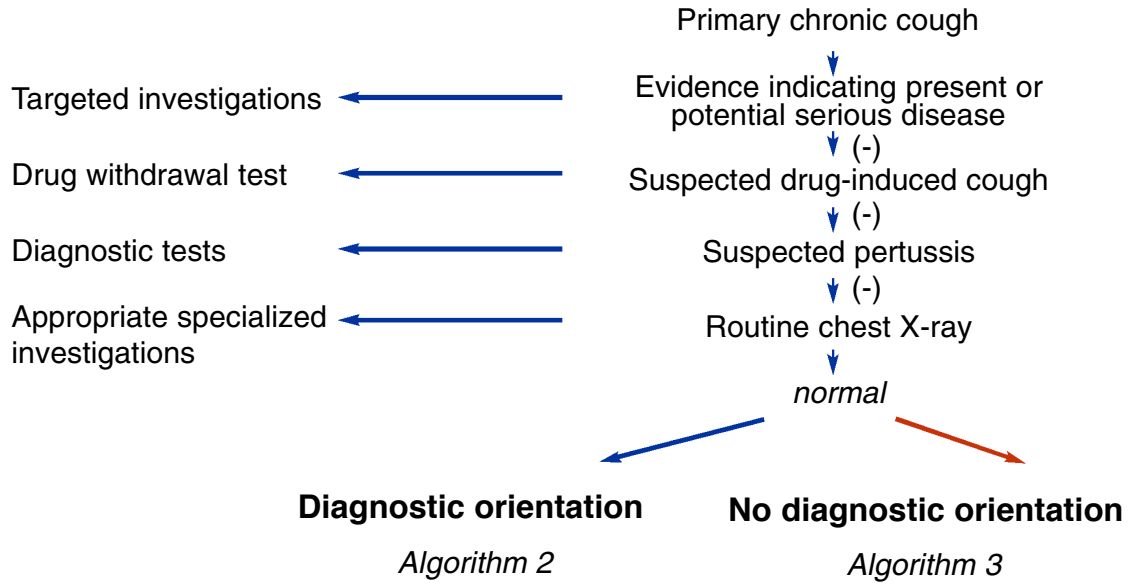 Primary chronic cough
Targeted investigations
Evidence indicating present or
potential serious disease
(-)
Drug withdrawal test
Suspected drug-induced cough
(-)
Diagnostic tests
Suspected pertussis
(-)
Appropriate specialized
investigations
Routine chest X-ray
normal
Diagnostic orientation
No diagnostic orientation
Algorithm 2
Algorithm 3